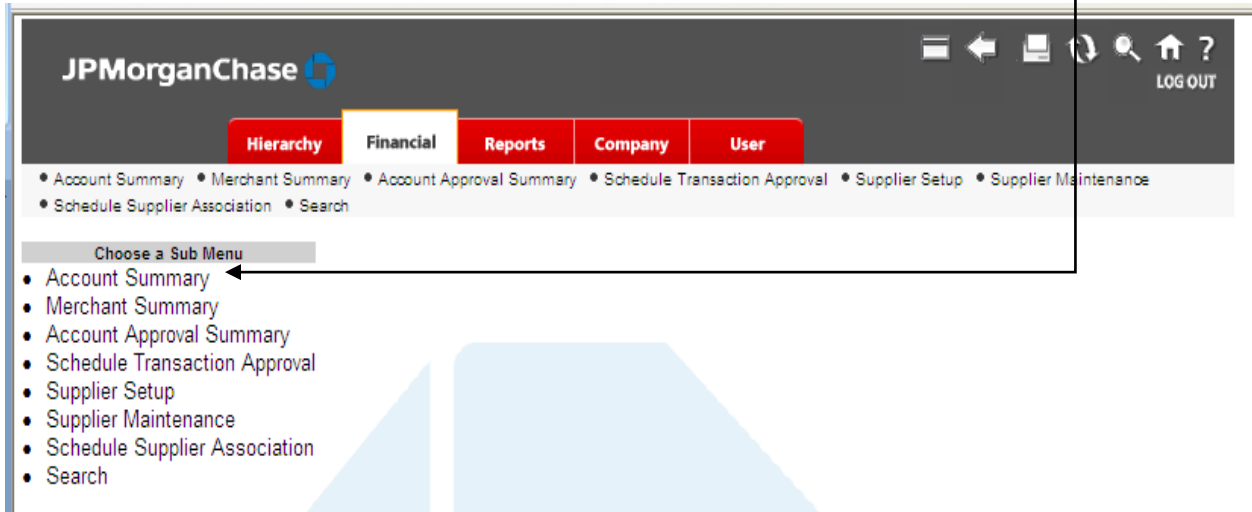 JPMorganChase
?
LOG OUT
Hierarchy Financial Reports Company User
• Account Summary • Merchant Summary • Account Approval Summary • Schedule Transaction Approval • Supplier Setup • Supplier Maintenance
• Schedule Supplier Association • Search
Choose a Sub Menu
• Account Summary
• Merchant Summary
• Account Approval Summary
• Schedule Transaction Approval
• Supplier Setup
• Supplier Maintenance
• Schedule Supplier Association
• Search